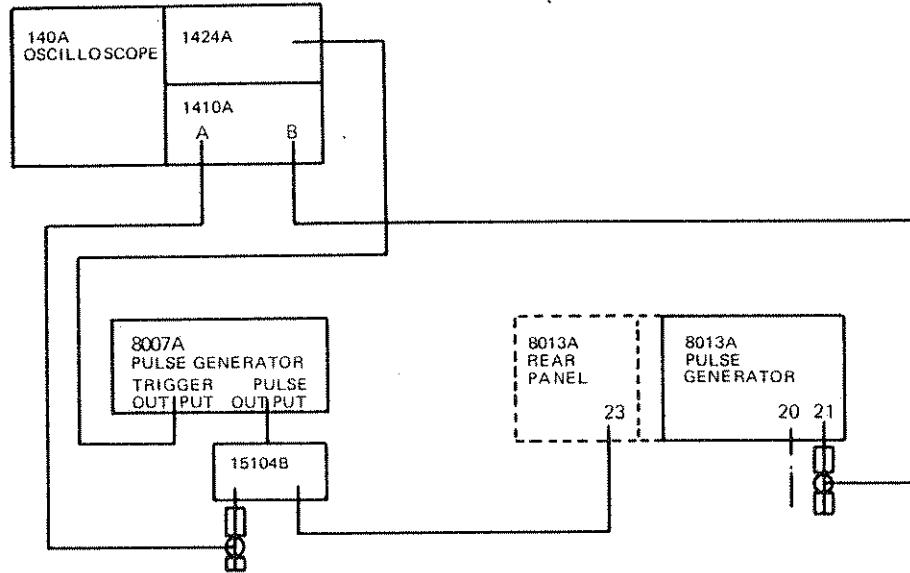 140A
OSCILLOSCOPE
1424A
1410A
A B
8007A
PULSE GENERATOR
TRIGGER PULSE
OUTPUT OUTPUT
15104B
8013A
REAR
PANEL
23
8013A
PULSE
GENERATOR
20 21